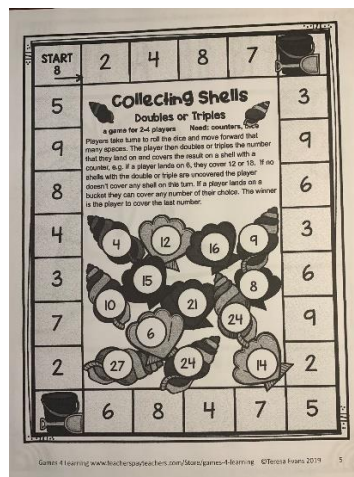 START
8
2 4 8 7
5
9
8
4
3
7
2
3
9
6
3
6
9
2
6 8 4 7 5
Collecting Shells
Doubles or Triples
a game for 2-4 players Need: counters, dice
Players take turns to roll the dice and move forward that
many spaces. The player then doubles or triples the number
that they land on and covers the result on a shell with a
counter, e.g. if a player lands on 6, they cover 12 or 18. If no
shells with the double or triple are uncovered the player
doesn't cover any shell on this turn. If a player lands on a
bucket they can cover any number of their choice. The winner
is the player to cover the last number.
4 12 16 9
15 8
10 21 24
6
27 24 14
Games 4 Learning www.teacherspayteachers.com/Store/games-4-learning ©Teresa Evans 2019 5